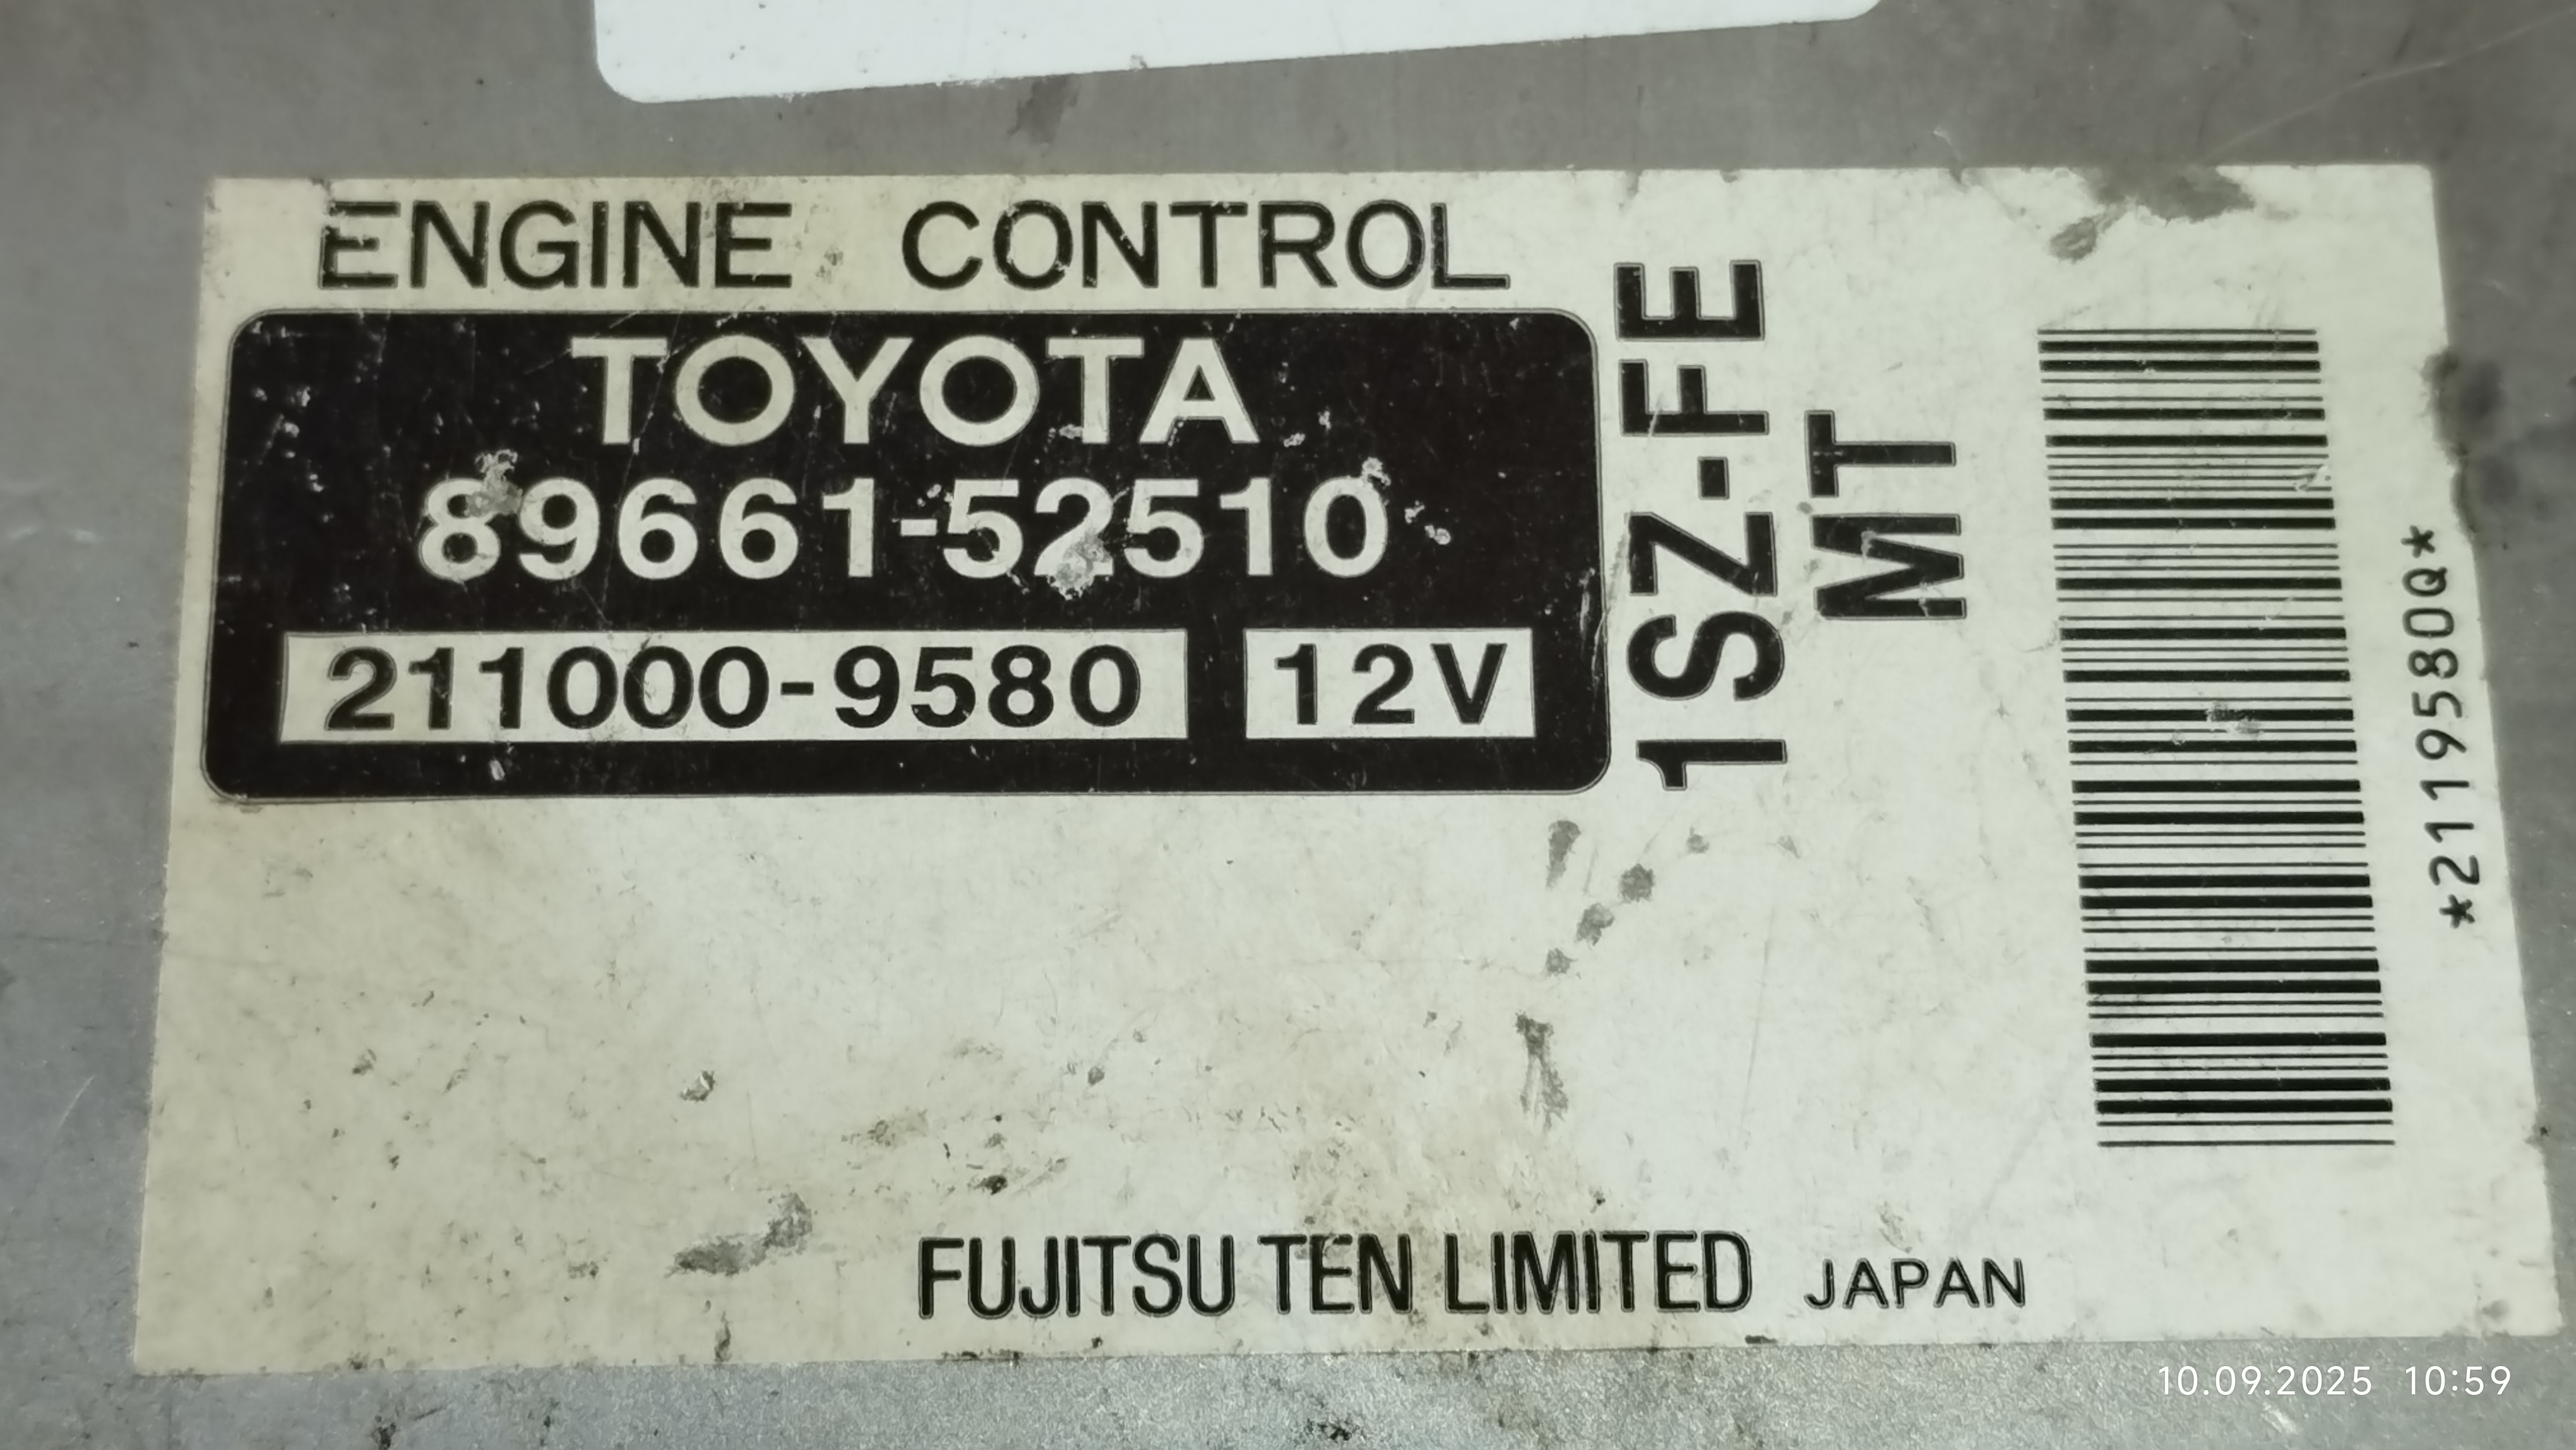 ENGINE CONTROL
TOYOTA
89661-52510
211000-9580 12V
1SZ-FE
MT
*2119580Q*
FUJITSU TEN LIMITED JAPAN
10.09.2025 10:59